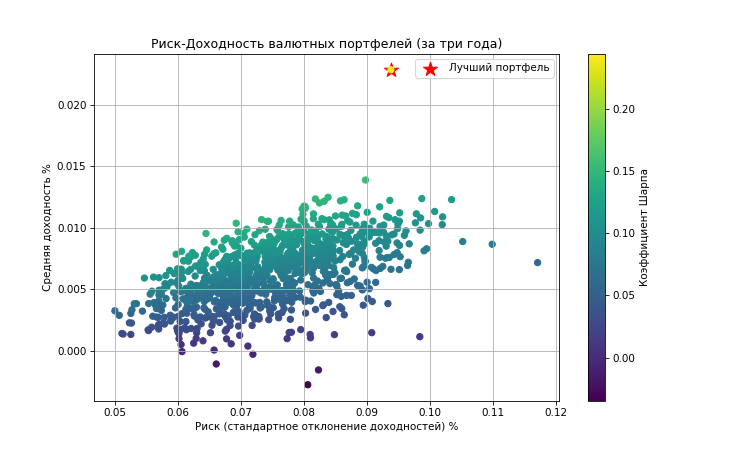 Риск-Доходность валютных портфелей (за три года)
Лучший портфель
Средняя доходность %
0.020
0.015
0.010
0.005
0.000
0.05 0.06 0.07 0.08 0.09 0.10 0.11 0.12
Риск (стандартное отклонение доходностей) %
0.20
0.15
0.10
0.05
0.00
Коэффициент Шарпа